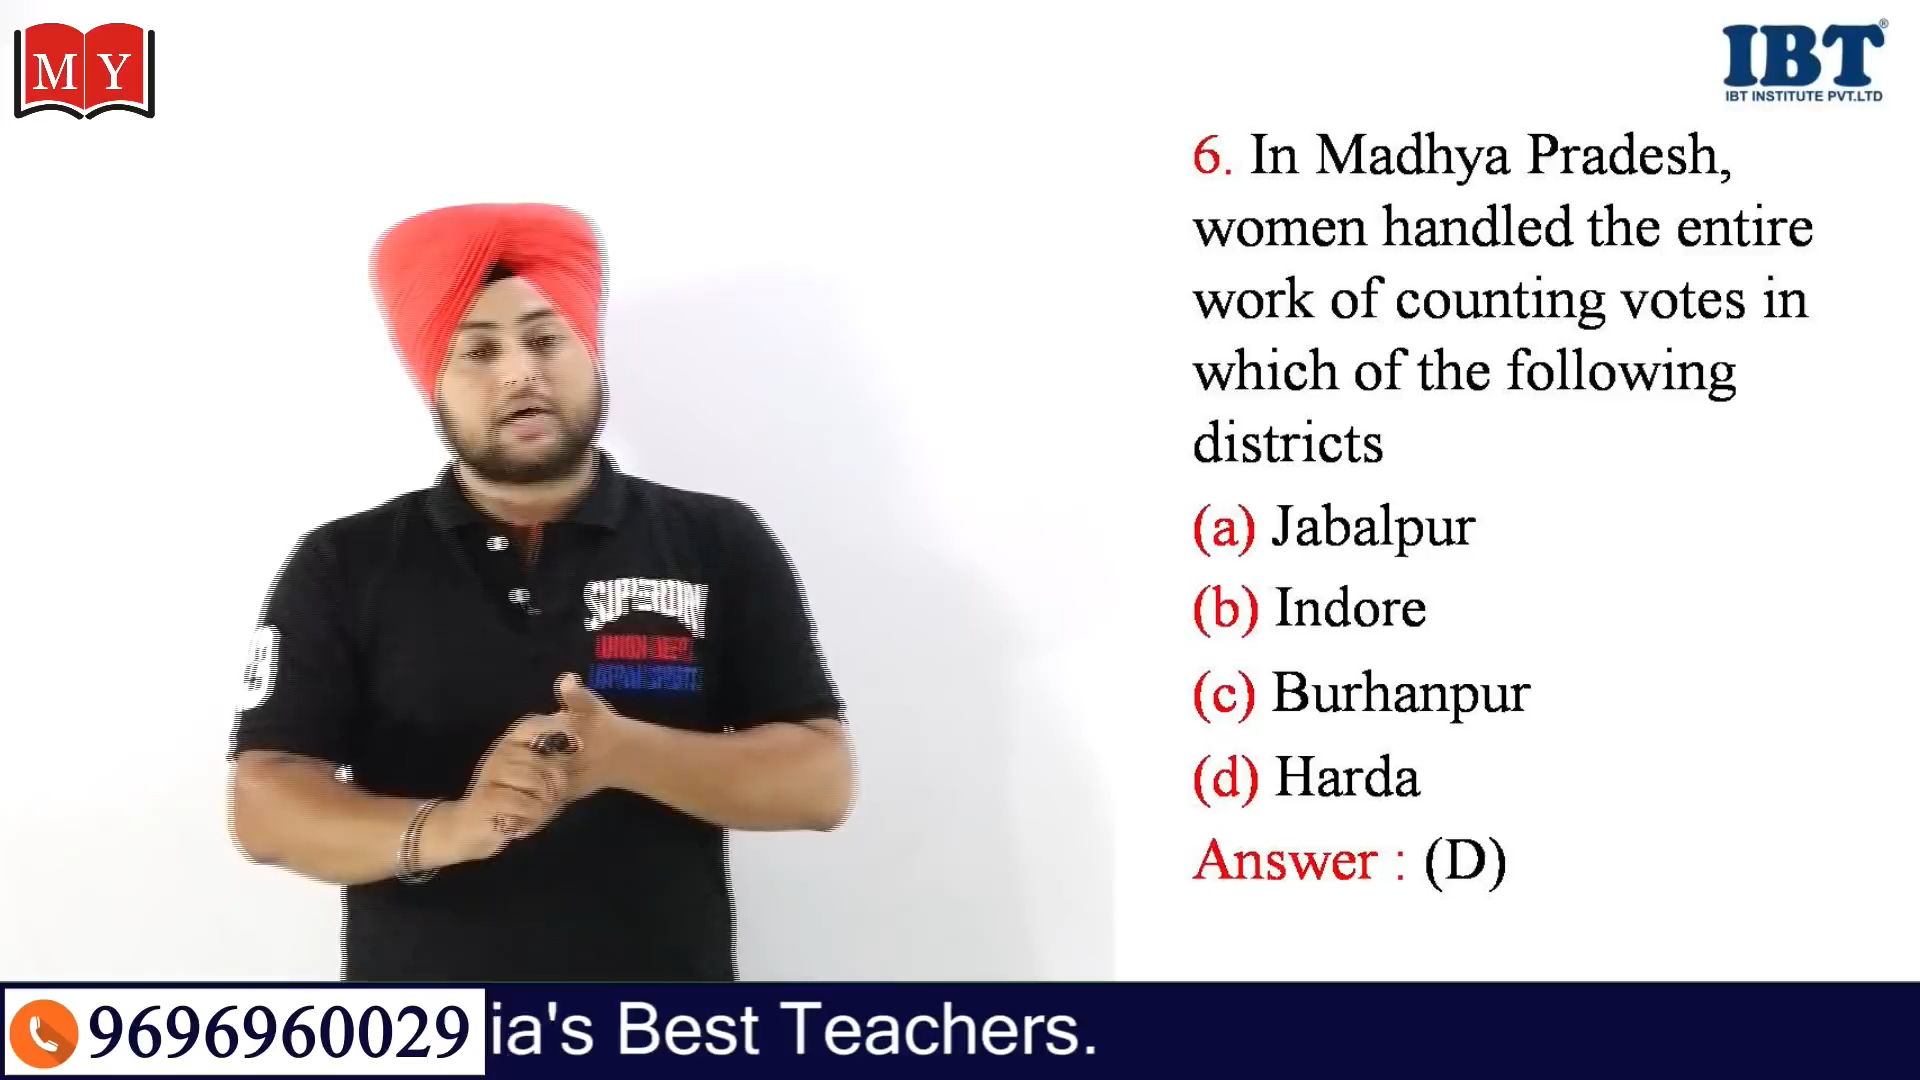 M Y
IBT®
IBT INSTITUTE PVT.LTD
6. In Madhya Pradesh,
women handled the entire
work of counting votes in
which of the following
districts
(a) Jabalpur
(b) Indore
(c) Burhanpur
(d) Harda
Answer : (D)
9696960029 ia's Best Teachers.